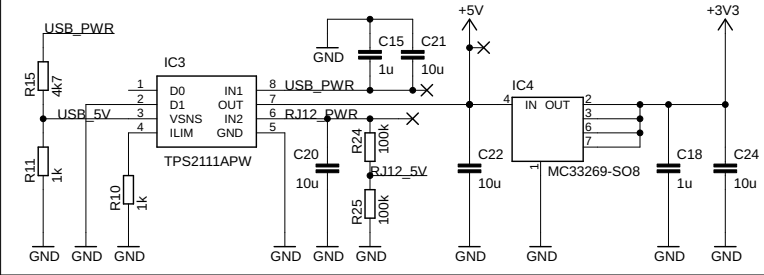 +5V
+3V3
USB_PWR
GND
C15
1u
C21
10u
R15
4k7
IC3
1 D0 IN1 8 USB_PWR
2 D1 OUT 7
USB_5V 3 VSNS IN2 6 RJ12_PWR
4 ILIM GND 5
TPS2111APW
IC4
4 IN OUT 2
3
6
7
1
MC33269-SO8
R11
1k
R10
1k
C20
10u
R24
100k
RJ12_5V
R25
100k
C22
10u
C18
1u
C24
10u
GND GND GND GND GND GND GND GND GND GND